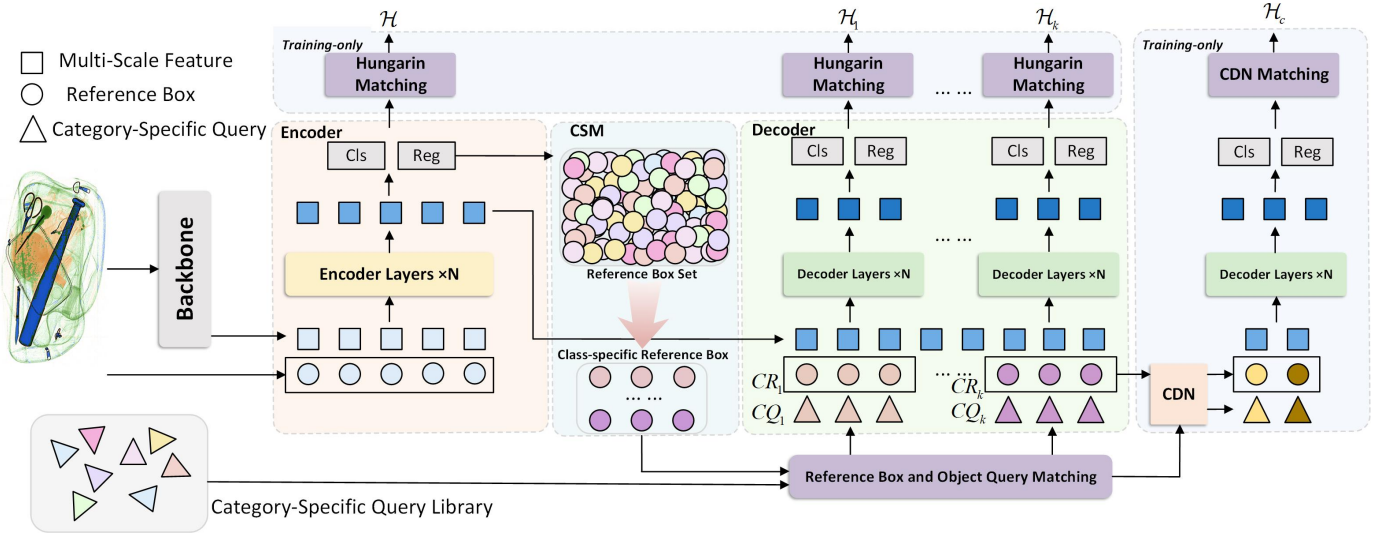 Multi-Scale Feature
Reference Box
Category-Specific Query
Backbone
Category-Specific Query Library
ℋ
Training-only
Hungarin
Matching
Encoder
Cls
Reg
Encoder Layers ×N
CSM
Reference Box Set
Class-specific Reference Box
... ...
ℋ₁
ℋₖ
Hungarin
Matching
... ...
Hungarin
Matching
Decoder
Cls
Reg
Cls
Reg
... ...
Decoder Layers ×N
Decoder Layers ×N
CR₁
... ...
CRₖ
CQ₁
CQₖ
Reference Box and Object Query Matching
ℋ꜀
Training-only
CDN Matching
Cls
Reg
Decoder Layers ×N
CDN